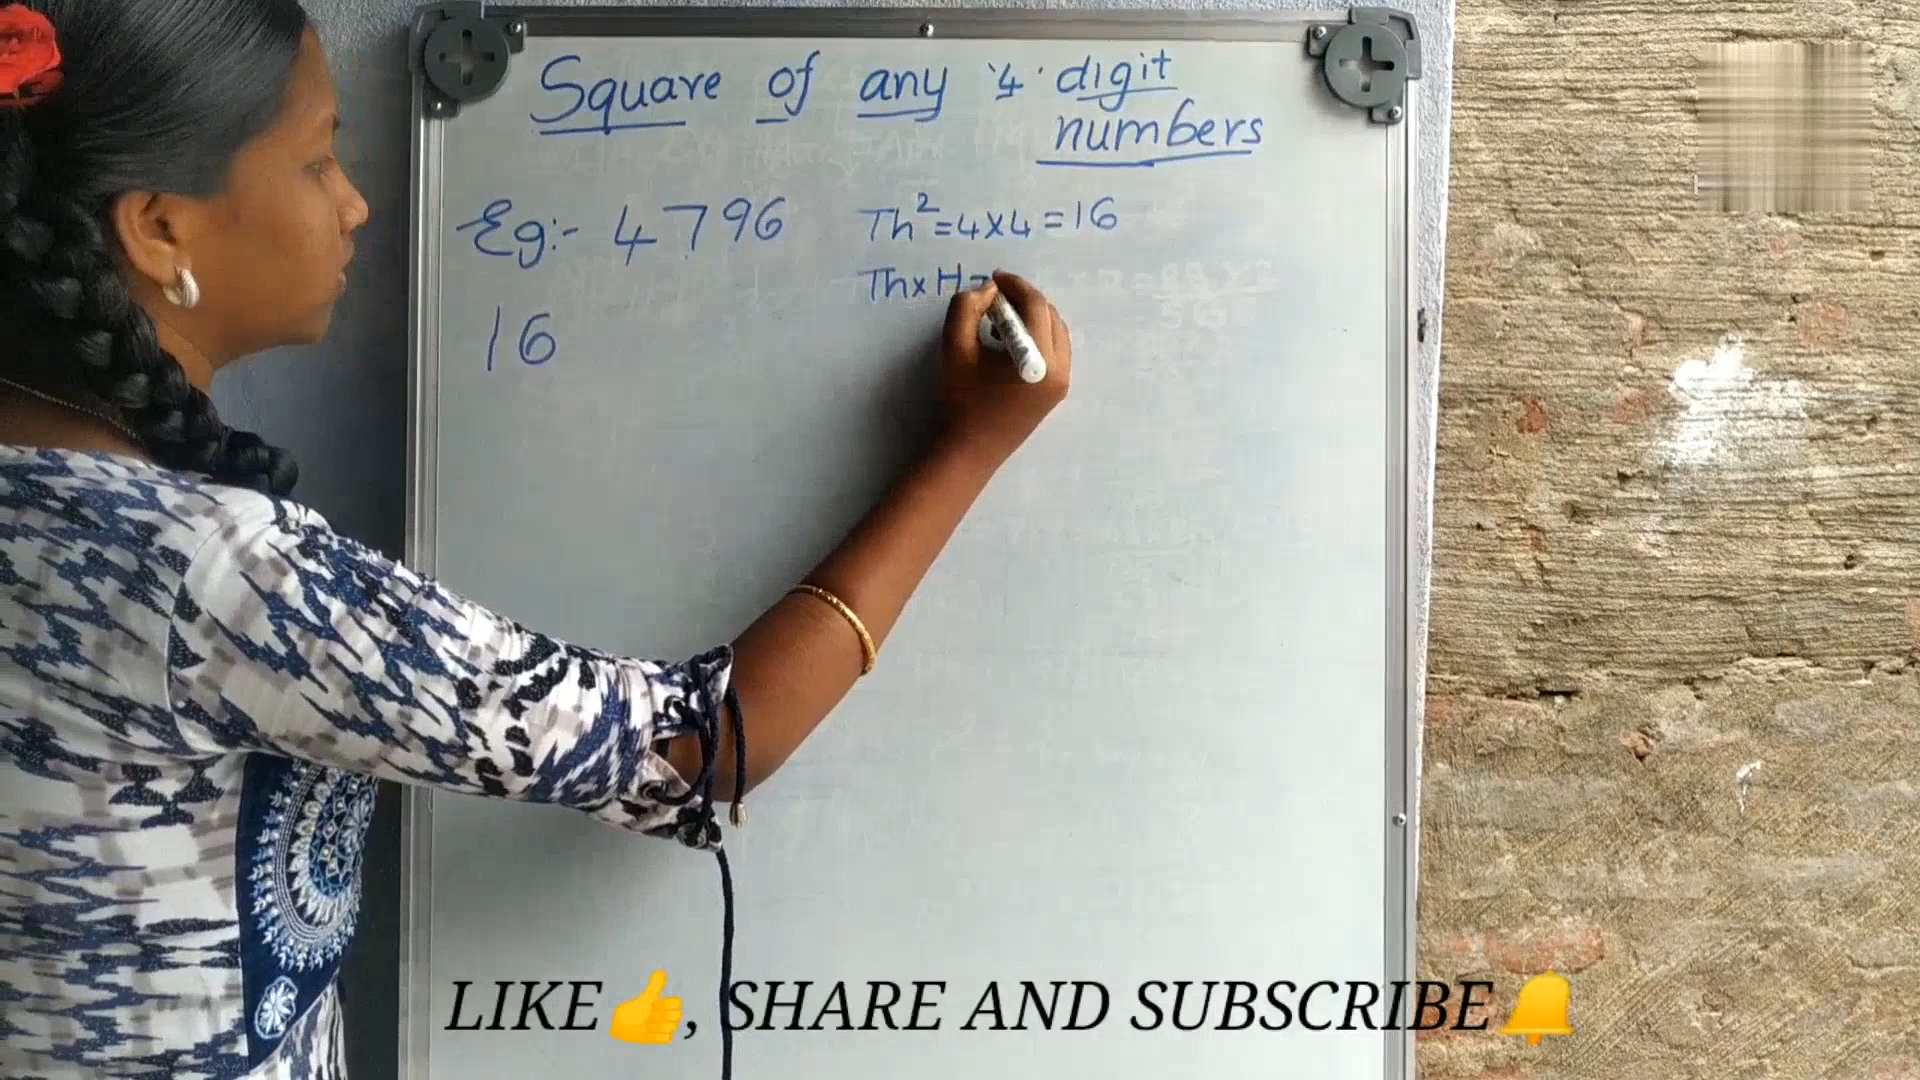 Square of any '4' digit
numbers
Eg:- 4796
Th²=4×4=16
Th×H=
16
LIKE👍, SHARE AND SUBSCRIBE🔔